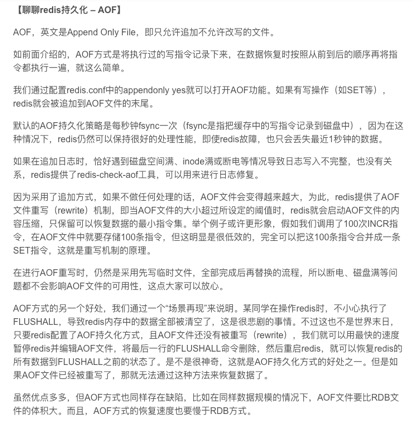 【聊聊redis持久化 – AOF】
AOF，英文是Append Only File，即只允许追加不允许改写的文件。
如前面介绍的，AOF方式是将执行过的写指令记录下来，在数据恢复时按照从前到后的顺序再将指
令都执行一遍，就这么简单。
我们通过配置redis.conf中的appendonly yes就可以打开AOF功能。如果有写操作（如SET等），
redis就会被追加到AOF文件的末尾。
默认的AOF持久化策略是每秒钟fsync一次（fsync是指把缓存中的写指令记录到磁盘中），因为在这
种情况下，redis仍然可以保持很好的处理性能，即使redis故障，也只会丢失最近1秒钟的数据。
如果在追加日志时，恰好遇到磁盘空间满、inode满或断电等情况导致日志写入不完整，也没有关
系，redis提供了redis-check-aof工具，可以用来进行日志修复。
因为采用了追加方式，如果不做任何处理的话，AOF文件会变得越来越大，为此，redis提供了AOF
文件重写（rewrite）机制，即当AOF文件的大小超过所设定的阈值时，redis就会启动AOF文件的内
容压缩，只保留可以恢复数据的最小指令集。举个例子或许更形象，假如我们调用了100次INCR指
令，在AOF文件中就要存储100条指令，但这明显是很低效的，完全可以把这100条指令合并成一条
SET指令，这就是重写机制的原理。
在进行AOF重写时，仍然是采用先写临时文件，全部完成后再替换的流程，所以断电、磁盘满等问
题都不会影响AOF文件的可用性，这点大家可以放心。
AOF方式的另一个好处，我们通过一个“场景再现”来说明。某同学在操作redis时，不小心执行了
FLUSHALL，导致redis内存中的数据全部被清空了，这是很悲剧的事情。不过这也不是世界末日，
只要redis配置了AOF持久化方式，且AOF文件还没有被重写（rewrite），我们就可以用最快的速度
暂停redis并编辑AOF文件，将最后一行的FLUSHALL命令删除，然后重启redis，就可以恢复redis的
所有数据到FLUSHALL之前的状态了。是不是很神奇，这就是AOF持久化方式的好处之一。但是如
果AOF文件已经被重写了，那就无法通过这种方法来恢复数据了。
虽然优点多多，但AOF方式也同样存在缺陷，比如在同样数据规模的情况下，AOF文件要比RDB文
件的体积大。而且，AOF方式的恢复速度也要慢于RDB方式。